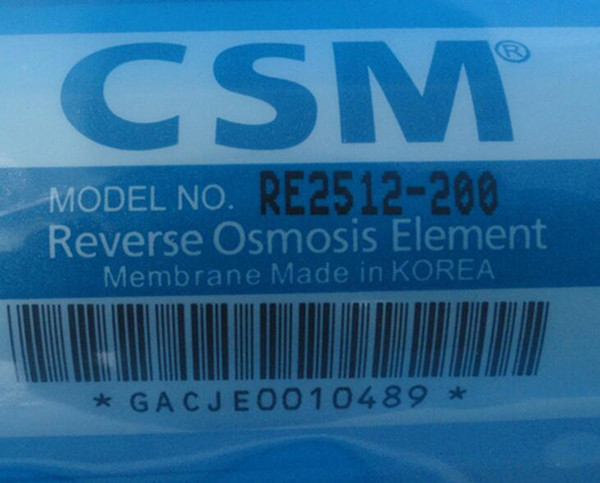 CSM®
MODEL NO. RE2512-200
Reverse Osmosis Element
Membrane Made in KOREA
*GACJE0010489*